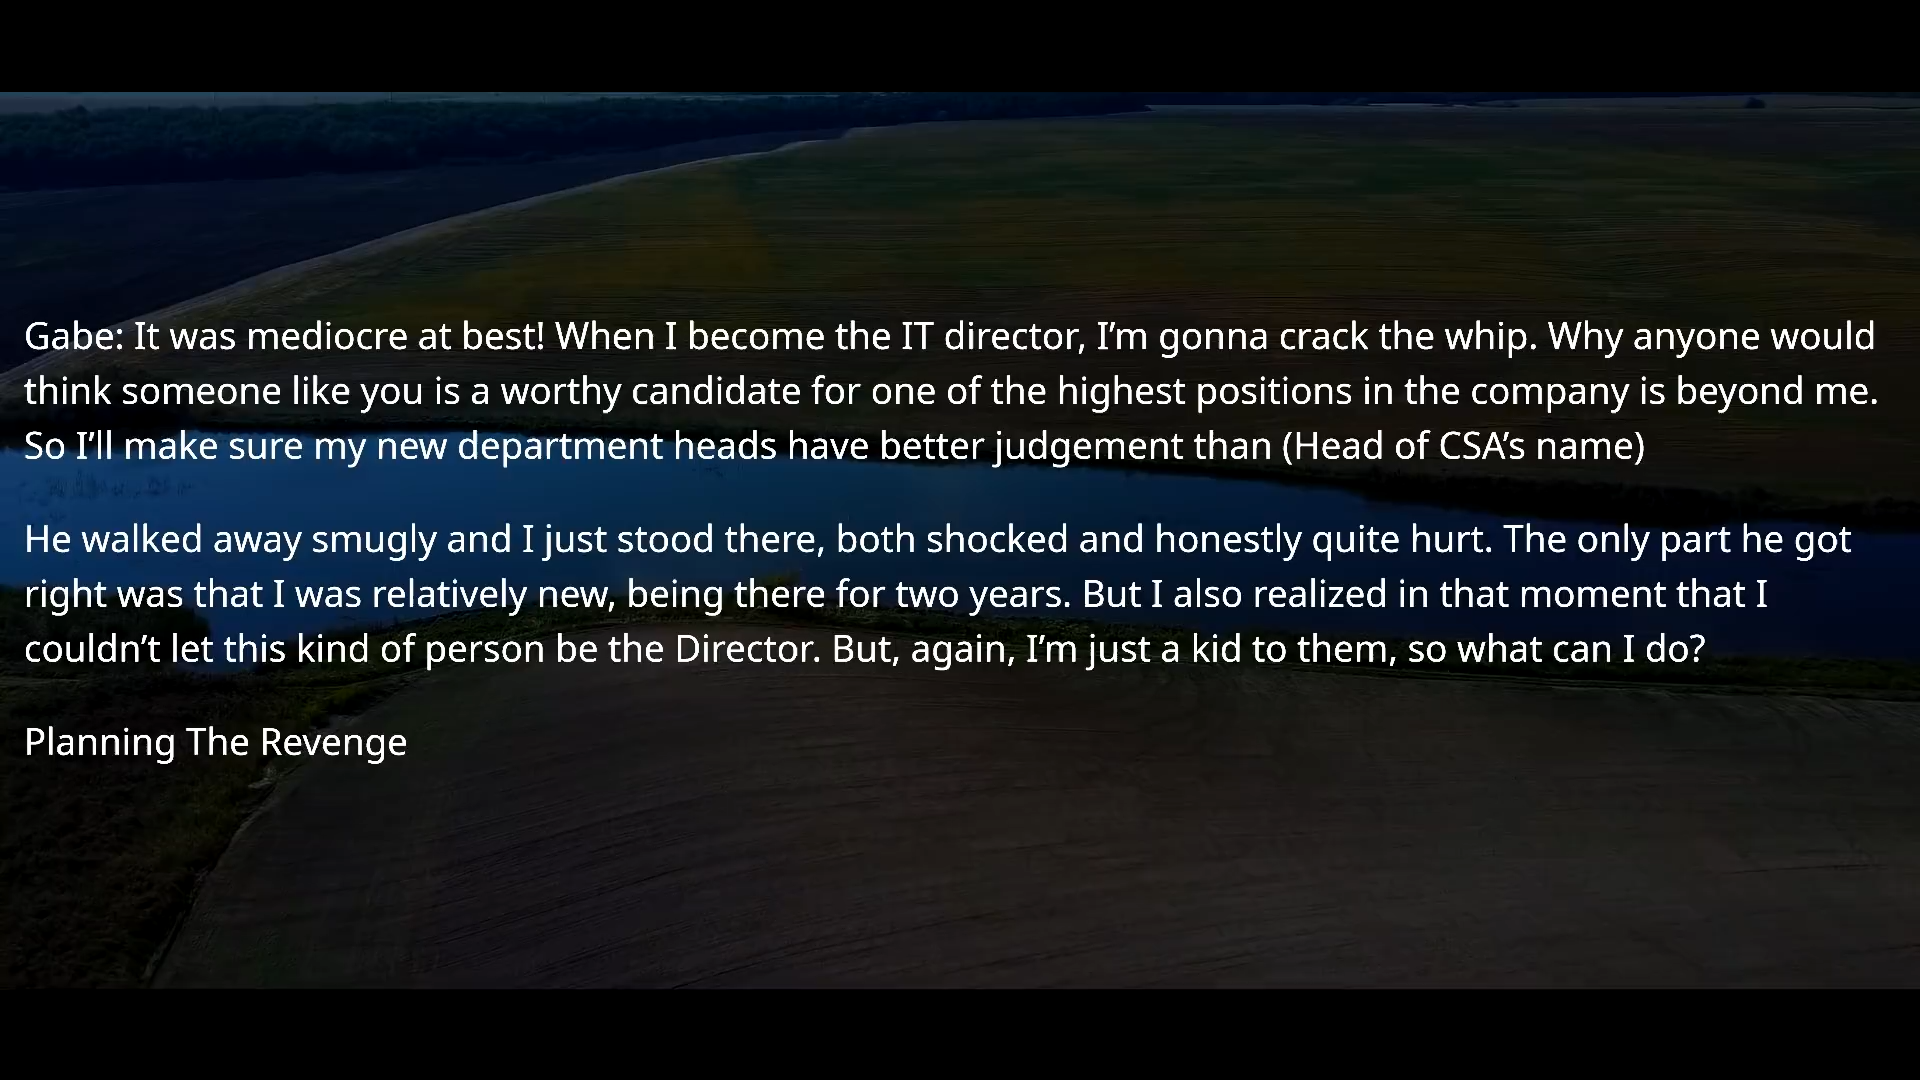 Gabe: It was mediocre at best! When I become the IT director, I’m gonna crack the whip. Why anyone would
think someone like you is a worthy candidate for one of the highest positions in the company is beyond me.
So I’ll make sure my new department heads have better judgement than (Head of CSA’s name)
He walked away smugly and I just stood there, both shocked and honestly quite hurt. The only part he got
right was that I was relatively new, being there for two years. But I also realized in that moment that I
couldn’t let this kind of person be the Director. But, again, I’m just a kid to them, so what can I do?
Planning The Revenge